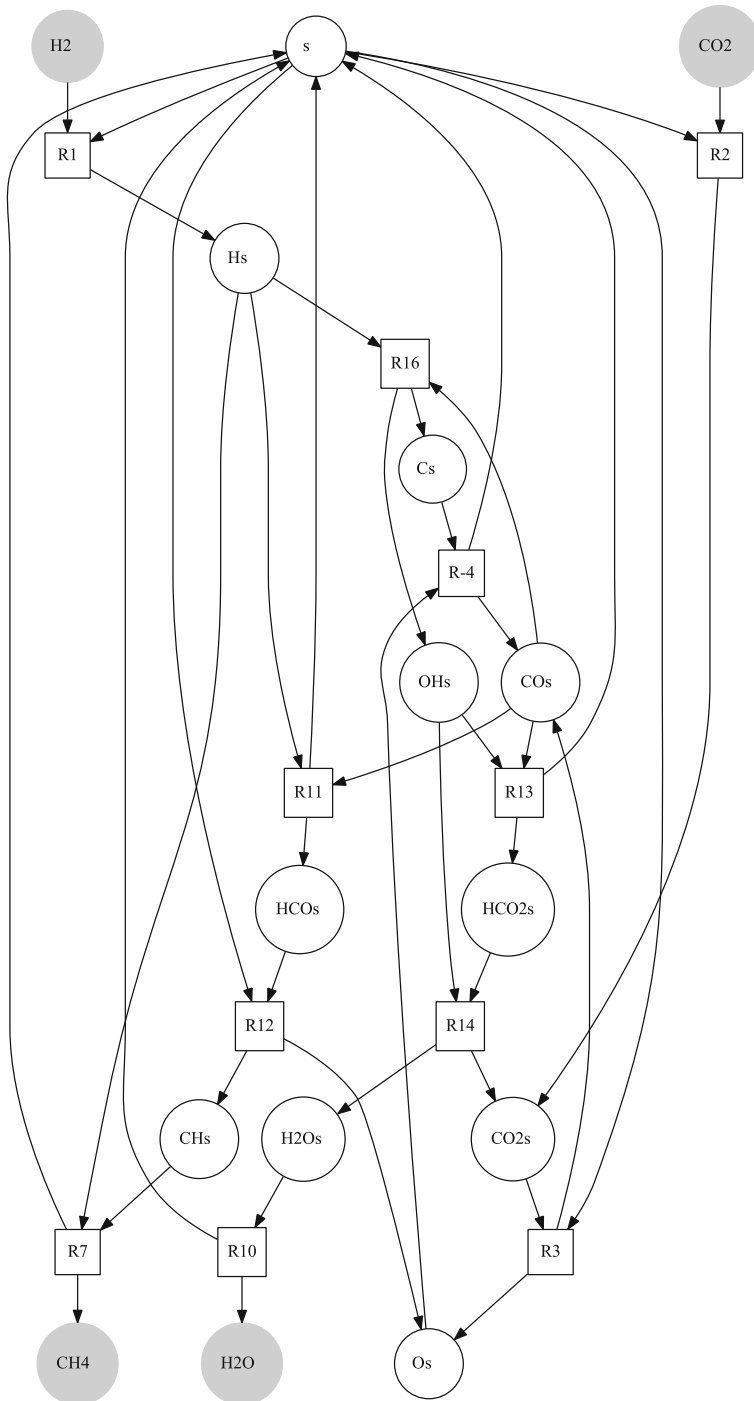 H2
s
CO2
R1
R2
Hs
R16
Cs
R-4
OHs
COs
R11
R13
HCOs
HCO2s
R12
R14
CHs
H2Os
CO2s
R7
R10
R3
CH4
H2O
Os